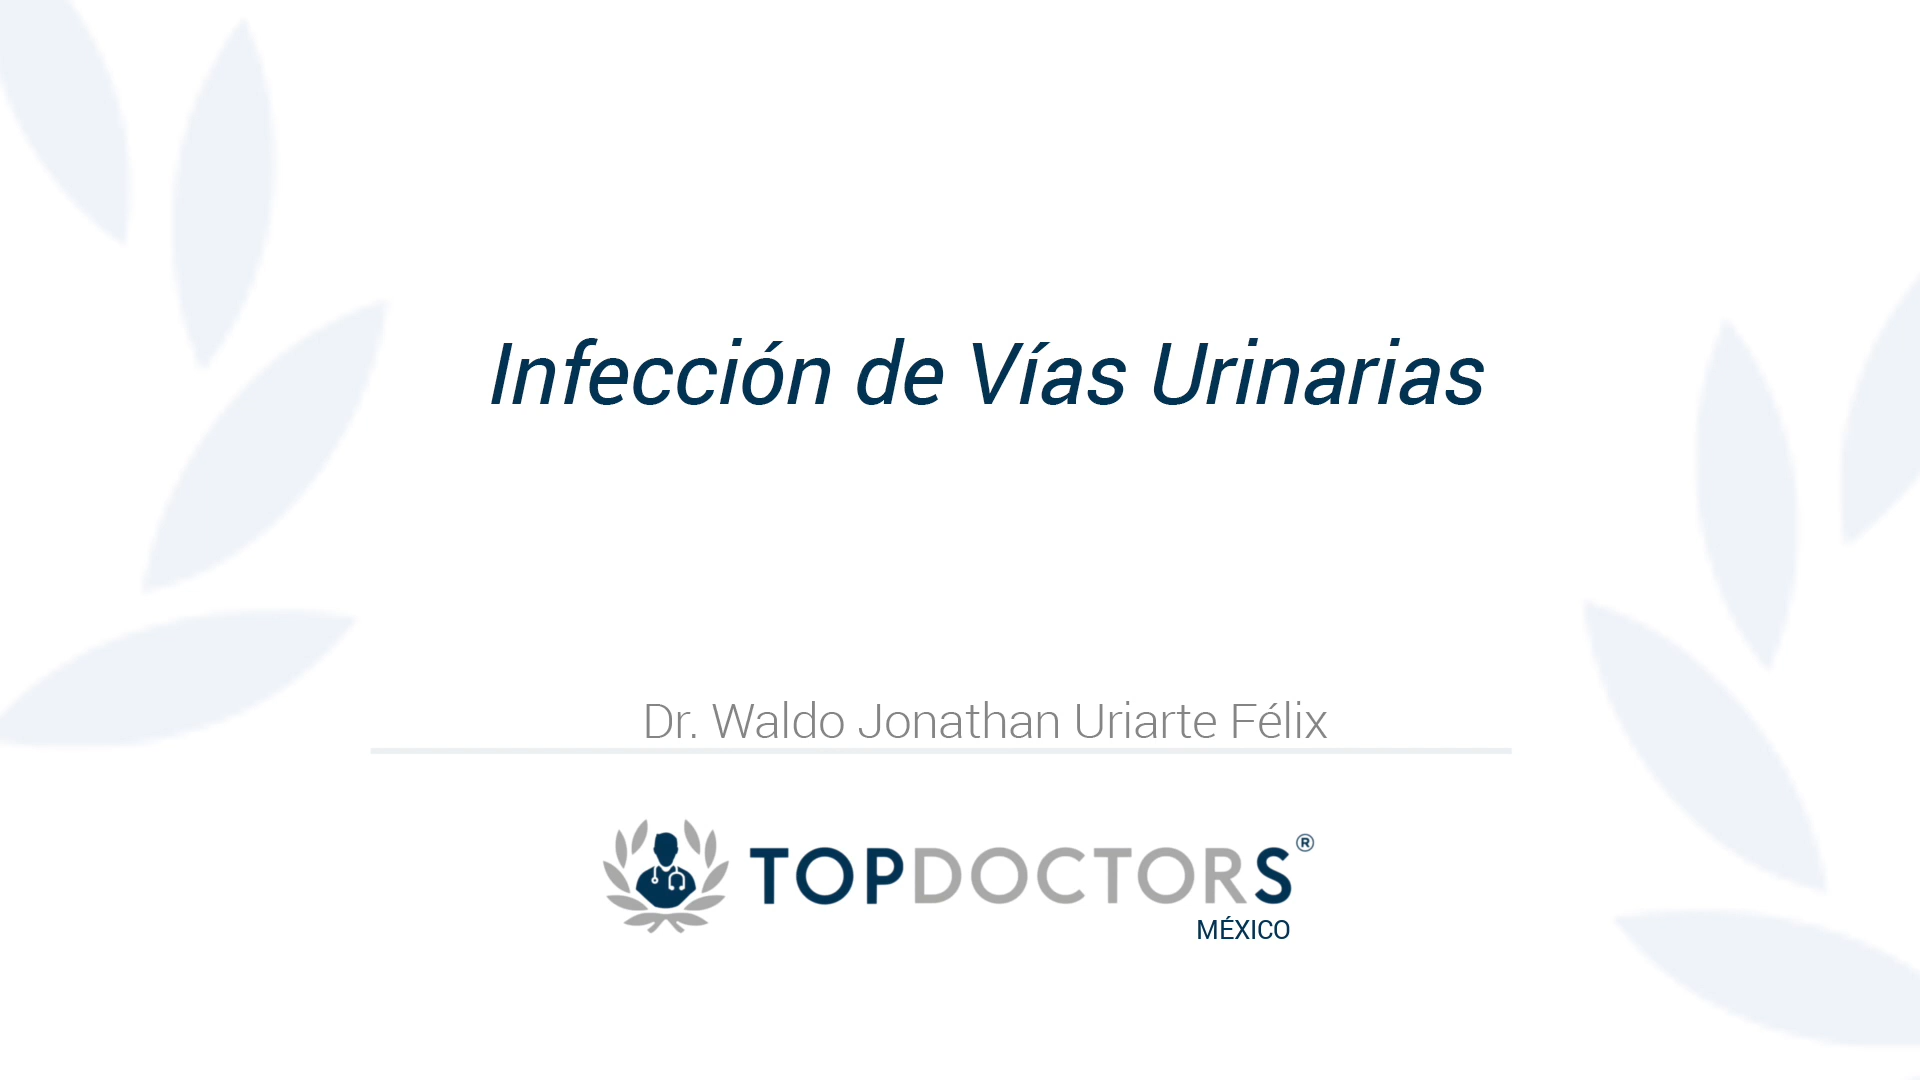 Infección de Vías Urinarias
Dr. Waldo Jonathan Uriarte Félix
TOPDOCTORS®
MÉXICO